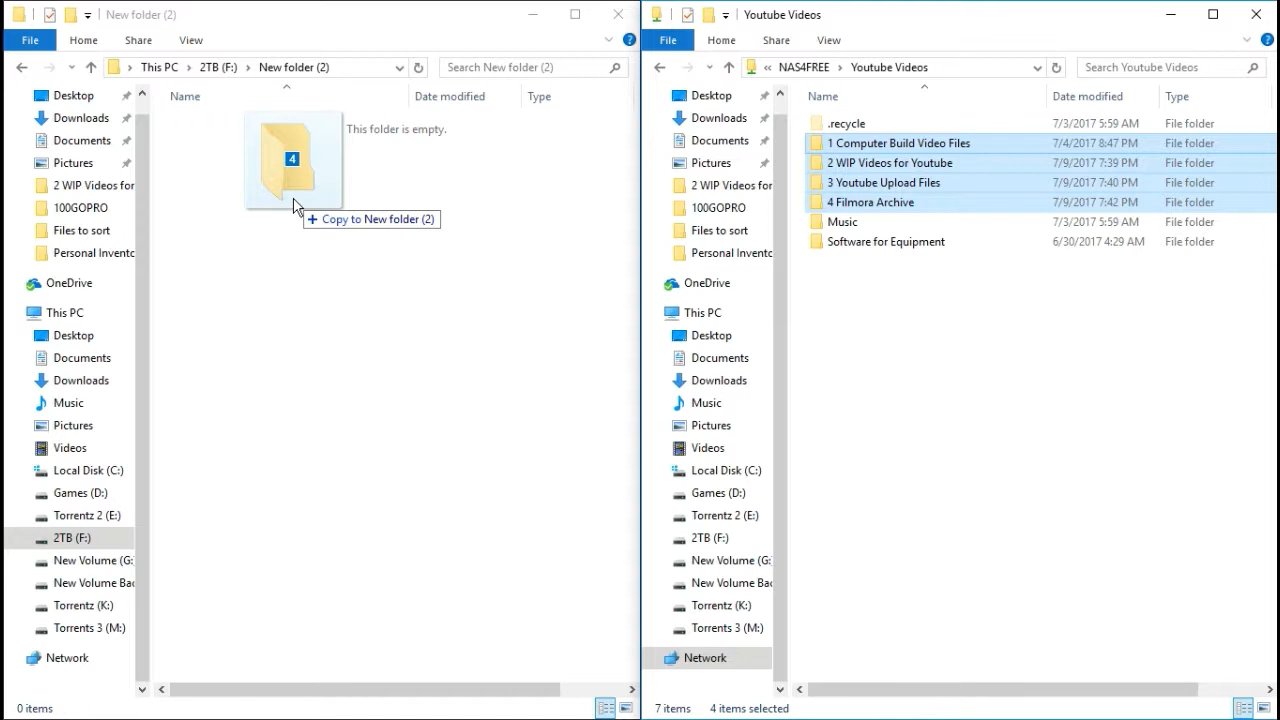 New folder (2)
File
Home
Share
View
This PC
2TB (F:)
New folder (2)
Search New folder (2)
Desktop
Downloads
Documents
Pictures
2 WIP Videos for
100GOPRO
Files to sort
Personal Invento
OneDrive
This PC
Desktop
Documents
Downloads
Music
Pictures
Videos
Local Disk (C:)
Games (D:)
Torrentz 2 (E:)
2TB (F:)
New Volume (G:
New Volume Bac
Torrentz (K:)
Torrents 3 (M:)
Network
Name
Date modified
Type
This folder is empty.
4
+ Copy to New folder (2)
0 items
Youtube Videos
File
Home
Share
View
« NAS4FREE
Youtube Videos
Search Youtube Videos
Desktop
Downloads
Documents
Pictures
2 WIP Videos for
100GOPRO
Files to sort
Personal Invento
OneDrive
This PC
Desktop
Documents
Downloads
Music
Pictures
Videos
Local Disk (C:)
Games (D:)
Torrentz 2 (E:)
2TB (F:)
New Volume (G:
New Volume Bac
Torrentz (K:)
Torrents 3 (M:)
Network
Name Date modified Type
.recycle 7/3/2017 5:59 AM File folder
1 Computer Build Video Files 7/4/2017 8:47 PM File folder
2 WIP Videos for Youtube 7/9/2017 7:39 PM File folder
3 Youtube Upload Files 7/9/2017 7:40 PM File folder
4 Filmora Archive 7/9/2017 7:42 PM File folder
Music 7/3/2017 5:59 AM File folder
Software for Equipment 6/30/2017 4:29 AM File folder
7 items 4 items selected